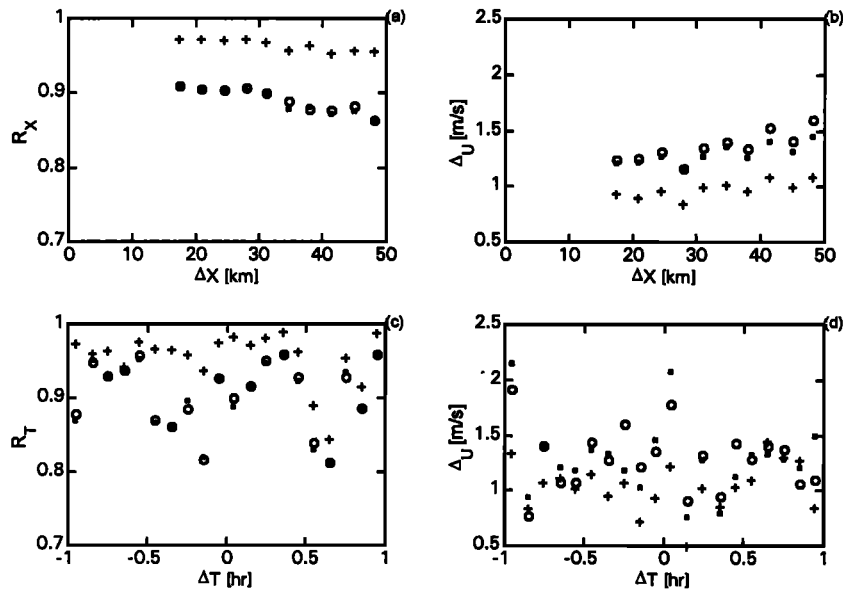 1 (a)
0.9
R_X
0.8
0.7
0 10 20 30 40 50
ΔX [km]
2.5 (b)
2
Δ_U [m/s]
1.5
1
0.5
0 10 20 30 40 50
ΔX [km]
1 (c)
0.9
R_T
0.8
0.7
-1 -0.5 0 0.5 1
ΔT [hr]
2.5 (d)
2
Δ_U [m/s]
1.5
1
0.5
-1 -0.5 0 0.5 1
ΔT [hr]